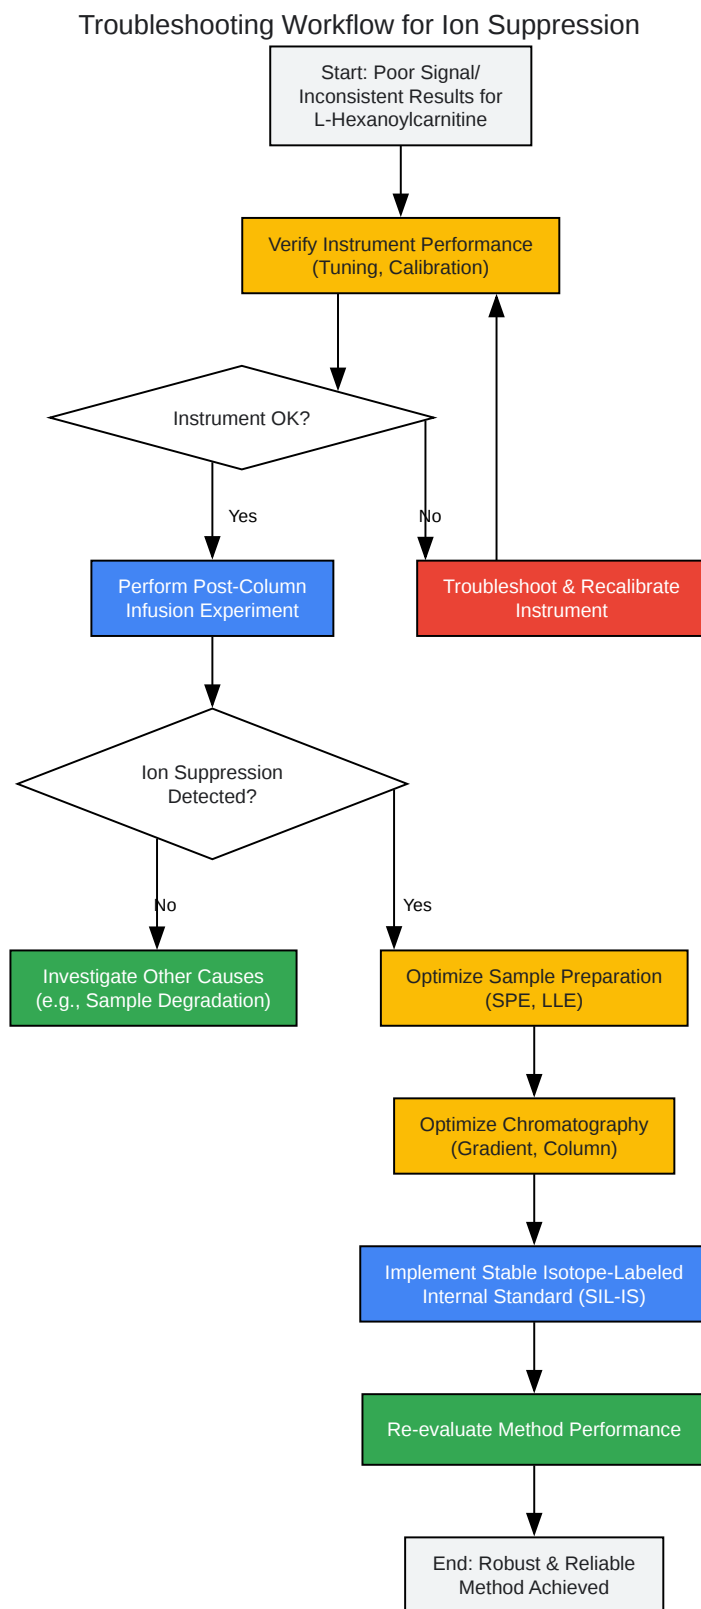 Troubleshooting Workflow for Ion Suppression
Start: Poor Signal/
Inconsistent Results for
L-Hexanoylcarnitine
Verify Instrument Performance
(Tuning, Calibration)
Instrument OK?
Yes
No
Perform Post-Column
Infusion Experiment
Troubleshoot & Recalibrate
Instrument
Ion Suppression
Detected?
No
Yes
Investigate Other Causes
(e.g., Sample Degradation)
Optimize Sample Preparation
(SPE, LLE)
Optimize Chromatography
(Gradient, Column)
Implement Stable Isotope-Labeled
Internal Standard (SIL-IS)
Re-evaluate Method Performance
End: Robust & Reliable
Method Achieved